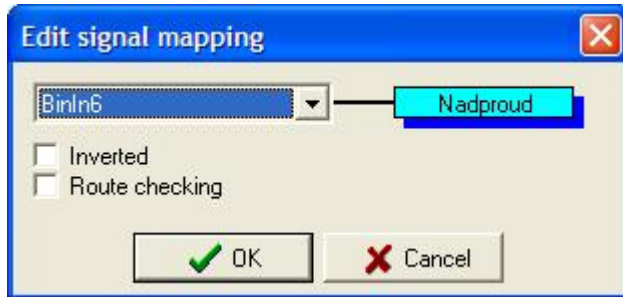 Edit signal mapping
BinIn6
Nadproud
Inverted
Route checking
OK
Cancel